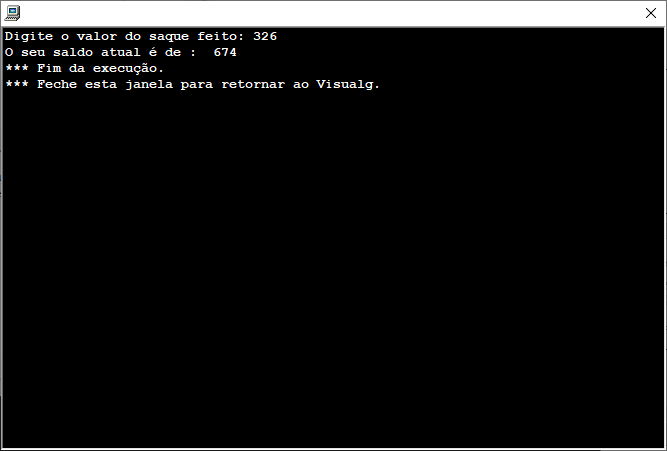 Digite o valor do saque feito: 326
O seu saldo atual é de :  674
*** Fim da execução.
*** Feche esta janela para retornar ao Visualg.